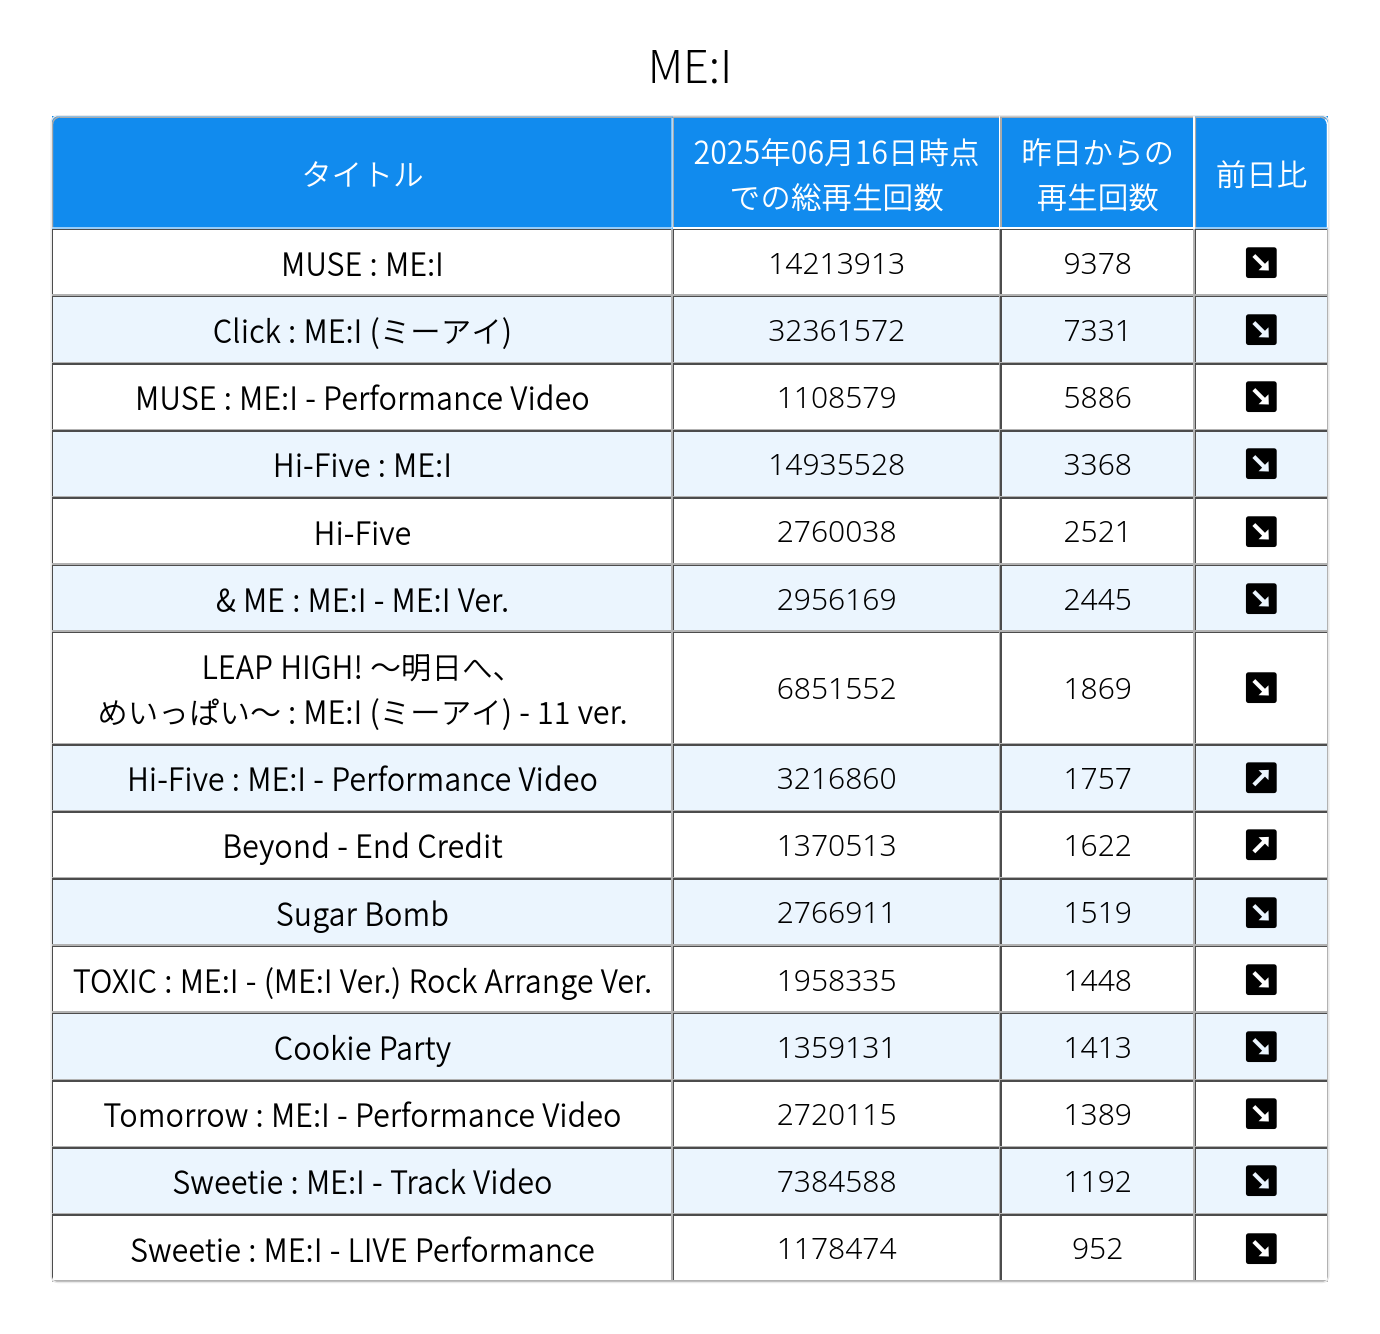 ME:I
タイトル
2025年06月16日時点
での総再生回数
昨日からの
再生回数
前日比
MUSE : ME:I 14213913 9378
Click : ME:I (ミーアイ) 32361572 7331
MUSE : ME:I - Performance Video 1108579 5886
Hi-Five : ME:I 14935528 3368
Hi-Five 2760038 2521
& ME : ME:I - ME:I Ver. 2956169 2445
LEAP HIGH! ～明日へ、
めいっぱい～ : ME:I (ミーアイ) - 11 ver. 6851552 1869
Hi-Five : ME:I - Performance Video 3216860 1757
Beyond - End Credit 1370513 1622
Sugar Bomb 2766911 1519
TOXIC : ME:I - (ME:I Ver.) Rock Arrange Ver. 1958335 1448
Cookie Party 1359131 1413
Tomorrow : ME:I - Performance Video 2720115 1389
Sweetie : ME:I - Track Video 7384588 1192
Sweetie : ME:I - LIVE Performance 1178474 952